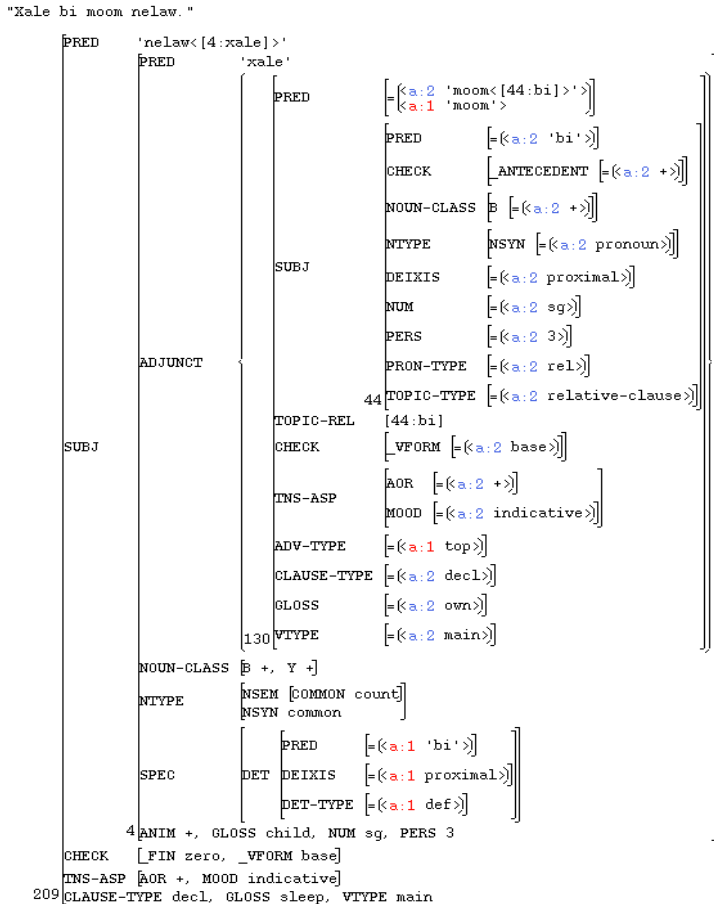 "Xale bi moom nelaw."
PRED 'nelaw<[4:xale]>'
PRED 'xale'
PRED =<a:2 'moom<[44:bi]>'>
<a:1 'moom'>
PRED =<a:2 'bi'>
CHECK _ANTECEDENT =<a:2 +>
NOUN-CLASS B =<a:2 +>
NTYPE NSYN =<a:2 pronoun>
SUBJ DEIXIS =<a:2 proximal>
NUM =<a:2 sg>
PERS =<a:2 3>
ADJUNCT PRON-TYPE =<a:2 rel>
44 TOPIC-TYPE =<a:2 relative-clause>
TOPIC-REL [44:bi]
SUBJ CHECK _VFORM =<a:2 base>
TNS-ASP AOR =<a:2 +>
MOOD =<a:2 indicative>
ADV-TYPE =<a:1 top>
CLAUSE-TYPE =<a:2 decl>
GLOSS =<a:2 own>
130 VTYPE =<a:2 main>
NOUN-CLASS [B +, Y +]
NTYPE NSEM [COMMON count]
NSYN common
PRED =<a:1 'bi'>
SPEC DET DEIXIS =<a:1 proximal>
DET-TYPE =<a:1 def>
4 ANIM +, GLOSS child, NUM sg, PERS 3
CHECK [_FIN zero, _VFORM base]
TNS-ASP [AOR +, MOOD indicative]
209 CLAUSE-TYPE decl, GLOSS sleep, VTYPE main